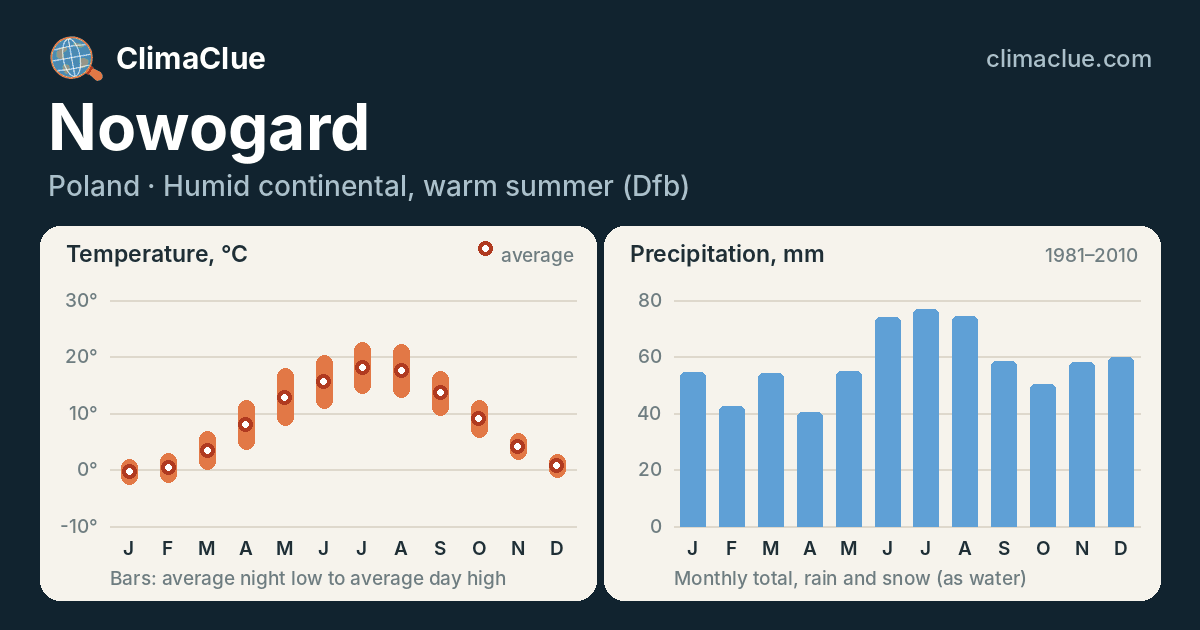 ClimaClue
climaclue.com
Nowogard
Poland · Humid continental, warm summer (Dfb)
Temperature, °C
average
30°
20°
10°
0°
-10°
J F M A M J J A S O N D
Bars: average night low to average day high
Precipitation, mm
1981–2010
80
60
40
20
0
J F M A M J J A S O N D
Monthly total, rain and snow (as water)